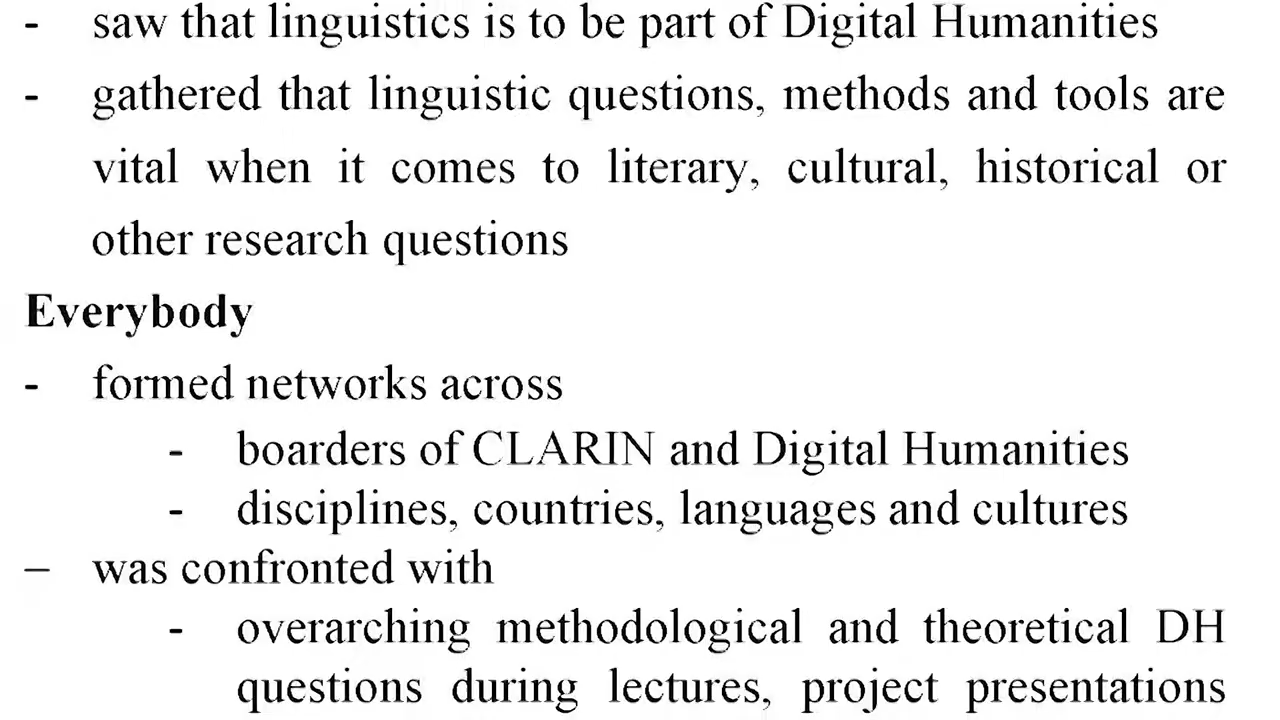 - saw that linguistics is to be part of Digital Humanities
- gathered that linguistic questions, methods and tools are
vital when it comes to literary, cultural, historical or
other research questions
Everybody
- formed networks across
- boarders of CLARIN and Digital Humanities
- disciplines, countries, languages and cultures
– was confronted with
- overarching methodological and theoretical DH
questions during lectures, project presentations